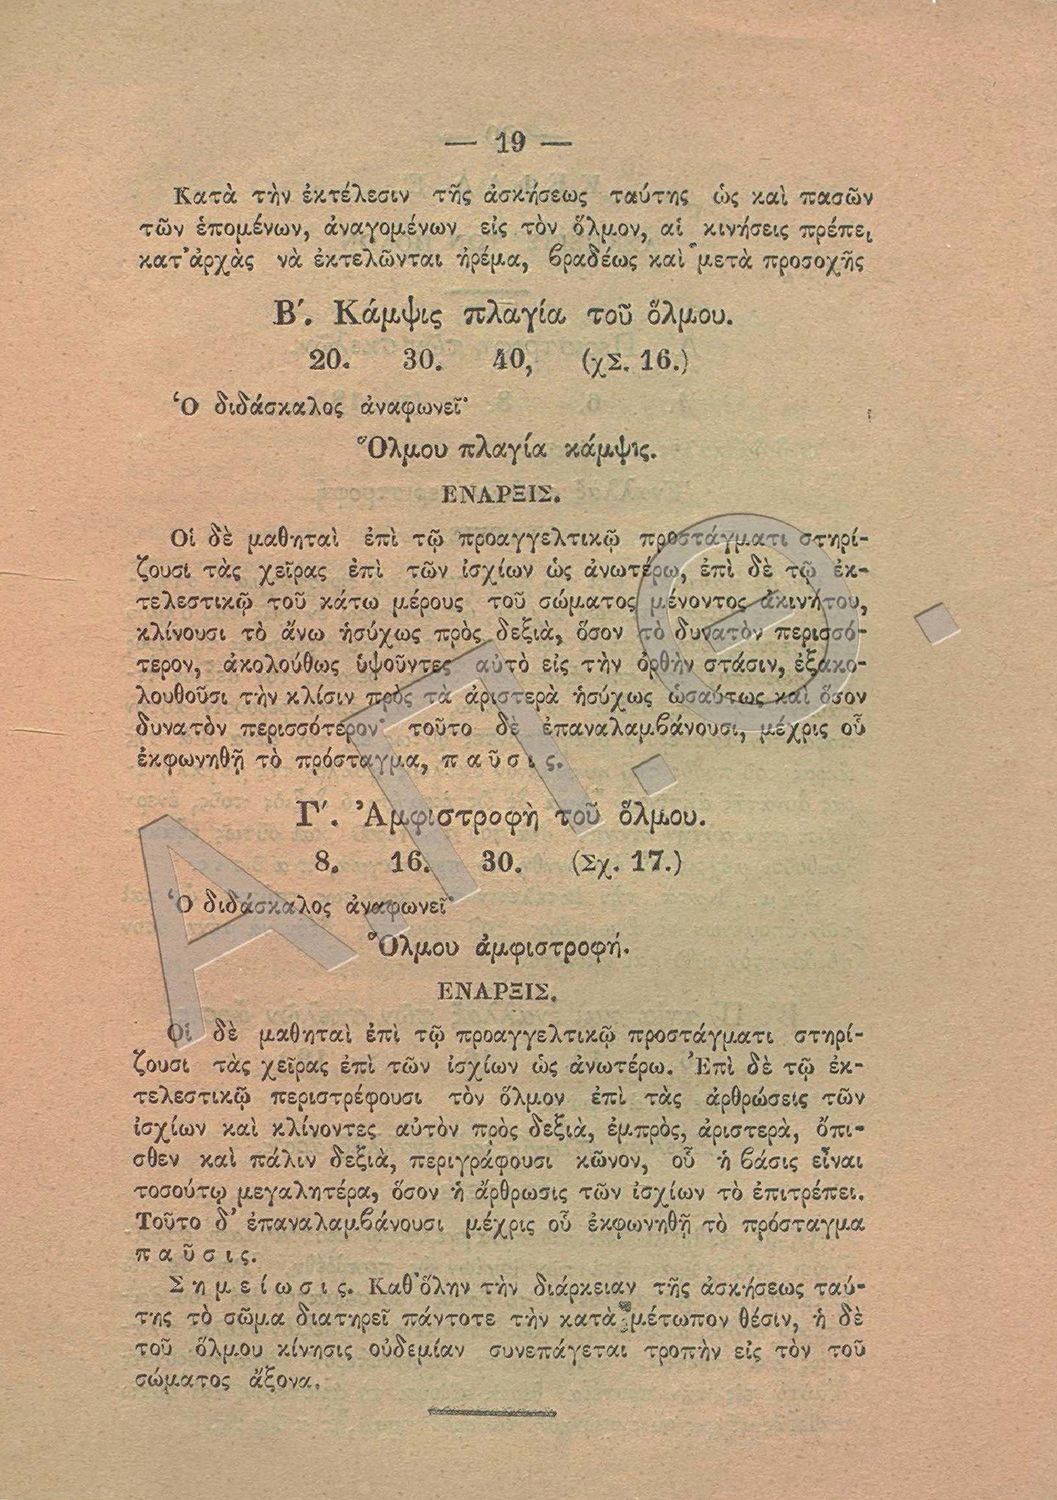 — 19 —
Κατὰ τὴν ἐκτέλεσιν τῆς ἀσκήσεως ταύτης ὡς καὶ πασῶν
τῶν ἑπομένων, ἀναγομένων εἰς τὸν ὅλμον, αἱ κινήσεις πρέπει
κατ᾿ἀρχὰς νὰ ἐκτελῶνται ἠρέμα, βραδέως καὶ μετὰ προσοχῆς
Β΄. Κάμψις πλαγία τοῦ ὅλμου.
20. 30. 40, (χΣ. 16.)
Ὁ διδάσκαλος ἀναφωνεῖ·
Ὅλμου πλαγία κάμψις.
ΕΝΑΡΞΙΣ.
Οἱ δὲ μαθηταὶ ἐπὶ τῷ προαγγελτικῷ προστάγματι στηρί-
ζουσι τὰς χεῖρας ἐπὶ τῶν ἰσχίων ὡς ἀνωτέρω, ἐπὶ δὲ τῷ ἐκ-
τελεστικῷ τοῦ κάτω μέρους τοῦ σώματος μένοντος ἀκινήτου,
κλίνουσι τὸ ἄνω ἡσύχως πρὸς δεξιὰ, ὅσον τὸ δυνατὸν περισσό-
τερον, ἀκολούθως ὑψοῦντες αὐτὸ εἰς τὴν ὀρθὴν στάσιν, ἐξακο-
λουθοῦσι τὴν κλίσιν πρὸς τὰ ἀριστερὰ ἡσύχως ὡσαύτως καὶ ὅσον
δυνατὸν περισσότερον· τοῦτο δὲ ἐπαναλαμβάνουσι, μέχρις οὗ
ἐκφωνηθῇ τὸ πρόσταγμα, π α ῦ σ ι ς.
Γ΄. Ἀμφιστροφὴ τοῦ ὅλμου.
8. 16. 30. (Σχ. 17.)
Ὁ διδάσκαλος ἀναφωνεῖ·
Ὅλμου ἀμφιστροφή.
ΕΝΑΡΞΙΣ.
Οἱ δὲ μαθηταὶ ἐπὶ τῷ προαγγελτικῷ προστάγματι στηρί-
ζουσι τὰς χεῖρας ἐπὶ τῶν ἰσχίων ὡς ἀνωτέρω. Ἐπὶ δὲ τῷ ἐκ-
τελεστικῷ περιστρέφουσι τὸν ὅλμον ἐπὶ τὰς ἀρθρώσεις τῶν
ἰσχίων καὶ κλίνοντες αὐτὸν πρὸς δεξιὰ, ἐμπρὸς, ἀριστερὰ, ὄπι-
σθεν καὶ πάλιν δεξιὰ, περιγράφουσι κῶνον, οὗ ἡ βάσις εἶναι
τοσούτῳ μεγαλητέρα, ὅσον ἡ ἄρθρωσις τῶν ἰσχίων τὸ ἐπιτρέπει.
Τοῦτο δ᾿ ἐπαναλαμβάνουσι μέχρις οὗ ἐκφωνηθῇ τὸ πρόσταγμα
π α ῦ σ ι ς.
Σ η μ ε ί ω σ ι ς. Καθ᾿ὅλην τὴν διάρκειαν τῆς ἀσκήσεως ταύ-
της τὸ σῶμα διατηρεῖ πάντοτε τὴν κατὰ μέτωπον θέσιν, ἡ δὲ
τοῦ ὅλμου κίνησις οὐδεμίαν συνεπάγεται τροπὴν εἰς τὸν τοῦ
σώματος ἄξονα.
Α.Π.Θ.